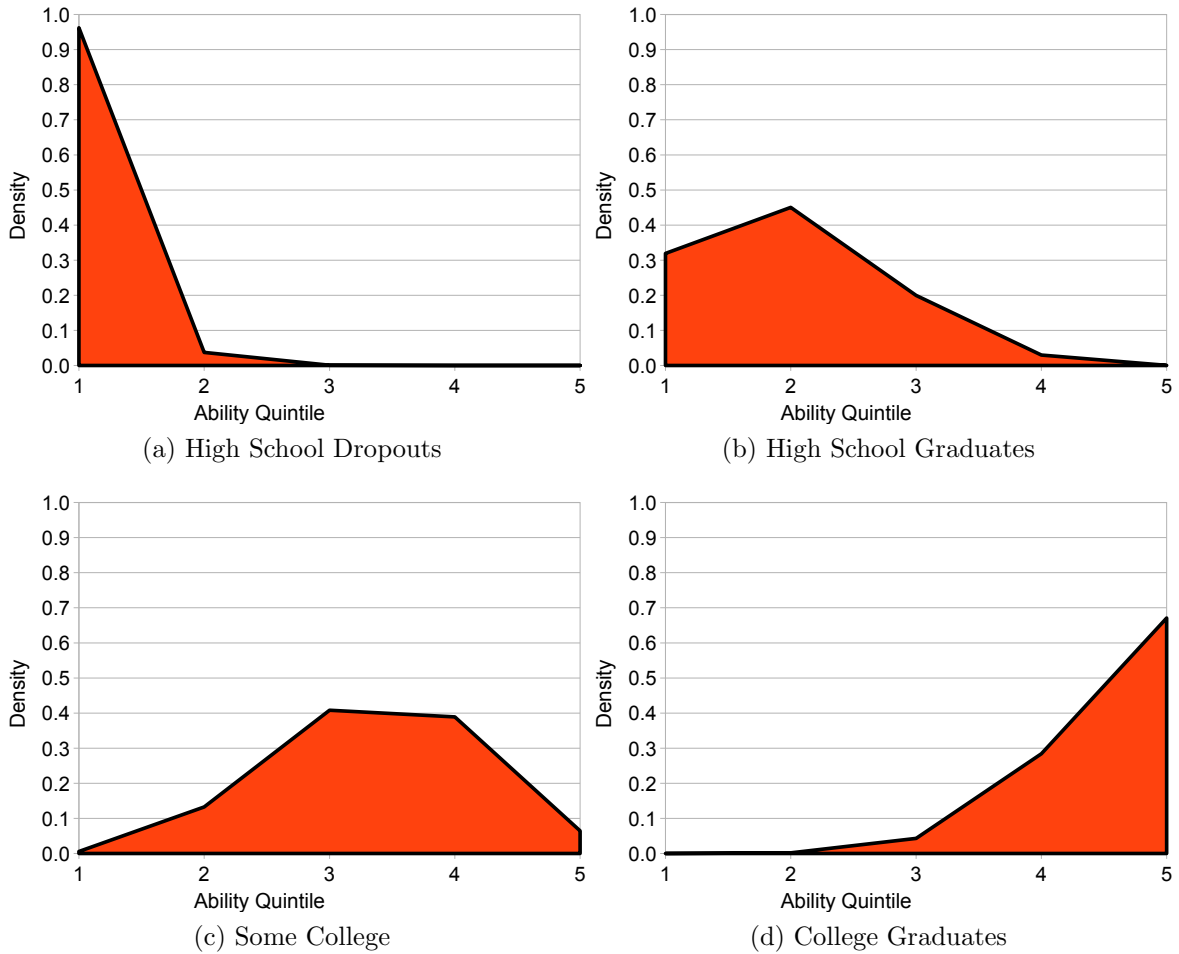 1.0
0.9
0.8
0.7
0.6
0.5
0.4
0.3
0.2
0.1
0.0
Density
1 2 3 4 5
Ability Quintile
(a) High School Dropouts
1.0
0.9
0.8
0.7
0.6
0.5
0.4
0.3
0.2
0.1
0.0
Density
1 2 3 4 5
Ability Quintile
(b) High School Graduates
1.0
0.9
0.8
0.7
0.6
0.5
0.4
0.3
0.2
0.1
0.0
Density
1 2 3 4 5
Ability Quintile
(c) Some College
1.0
0.9
0.8
0.7
0.6
0.5
0.4
0.3
0.2
0.1
0.0
Density
1 2 3 4 5
Ability Quintile
(d) College Graduates